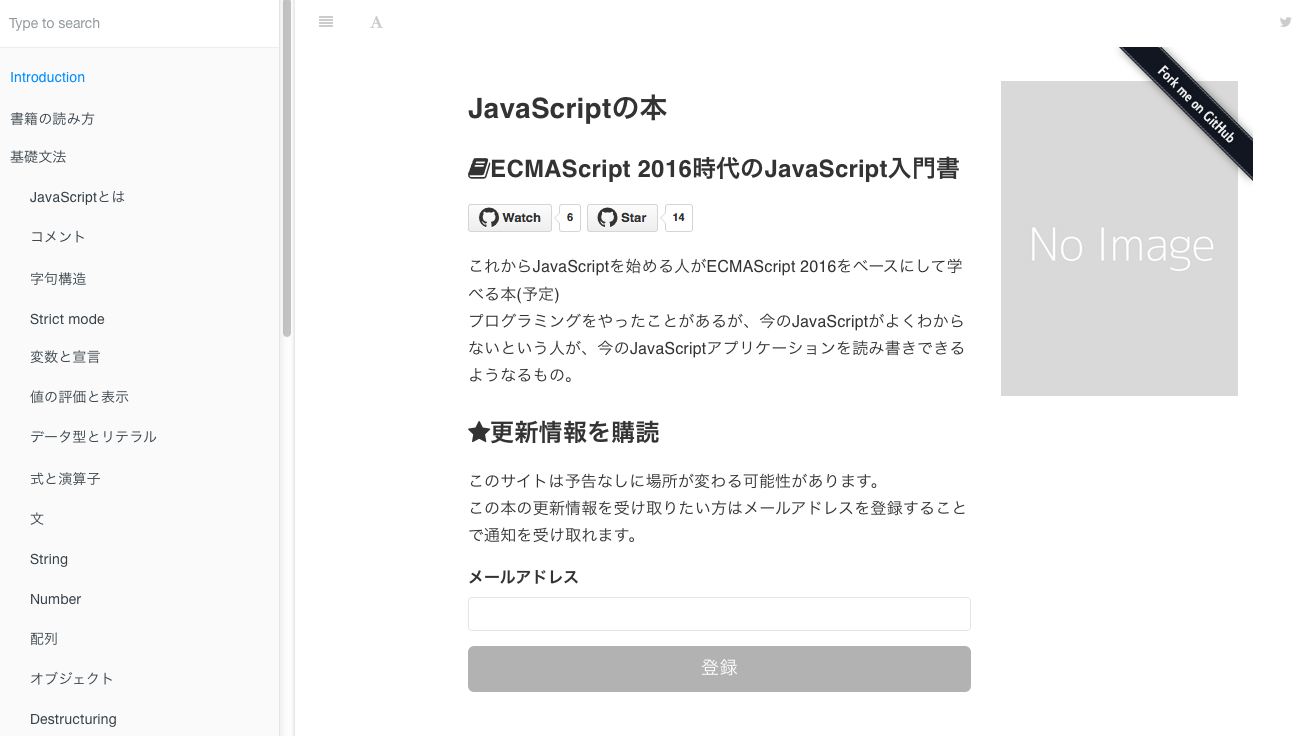 Type to search
Introduction
書籍の読み方
基礎文法
JavaScriptとは
コメント
字句構造
Strict mode
変数と宣言
値の評価と表示
データ型とリテラル
式と演算子
文
String
Number
配列
オブジェクト
Destructuring
A
JavaScriptの本
ECMAScript 2016時代のJavaScript入門書
Watch 6 Star 14
これからJavaScriptを始める人がECMAScript 2016をベースにして学
べる本(予定)
プログラミングをやったことがあるが、今のJavaScriptがよくわから
ないという人が、今のJavaScriptアプリケーションを読み書きできる
ようなるもの。
更新情報を購読
このサイトは予告なしに場所が変わる可能性があります。
この本の更新情報を受け取りたい方はメールアドレスを登録すること
で通知を受け取れます。
メールアドレス
登録
Fork me on GitHub
No Image